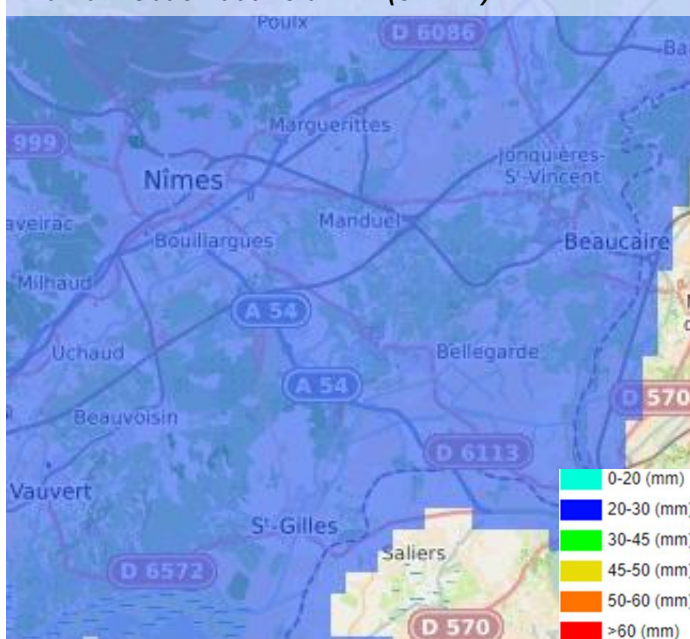 Poulx
D 6086
999
Marguerittes
Jonquières-
St-Vincent
Nîmes
Manduel
Bouillargues
Beaucaire
Milhaud
A 54
Uchaud
Bellegarde
A 54
D 570
Beauvoisin
D 6113
Vauvert
0-20 (mm)
20-30 (mm)
St-Gilles
30-45 (mm)
Saliers
45-50 (mm)
D 6572
50-60 (mm)
D 570
>60 (mm)